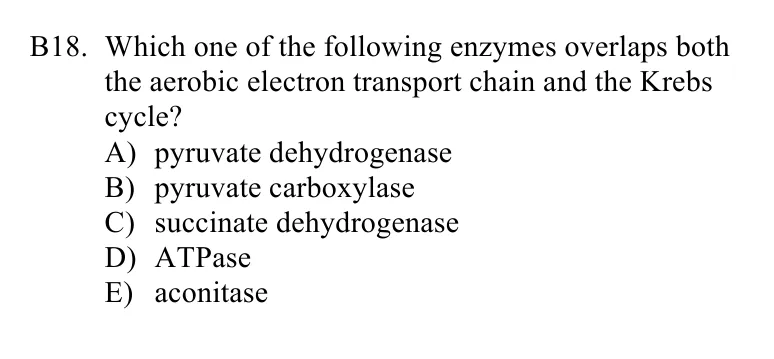 B18. Which one of the following enzymes overlaps both
the aerobic electron transport chain and the Krebs
cycle?
A) pyruvate dehydrogenase
B) pyruvate carboxylase
C) succinate dehydrogenase
D) ATPase
E) aconitase